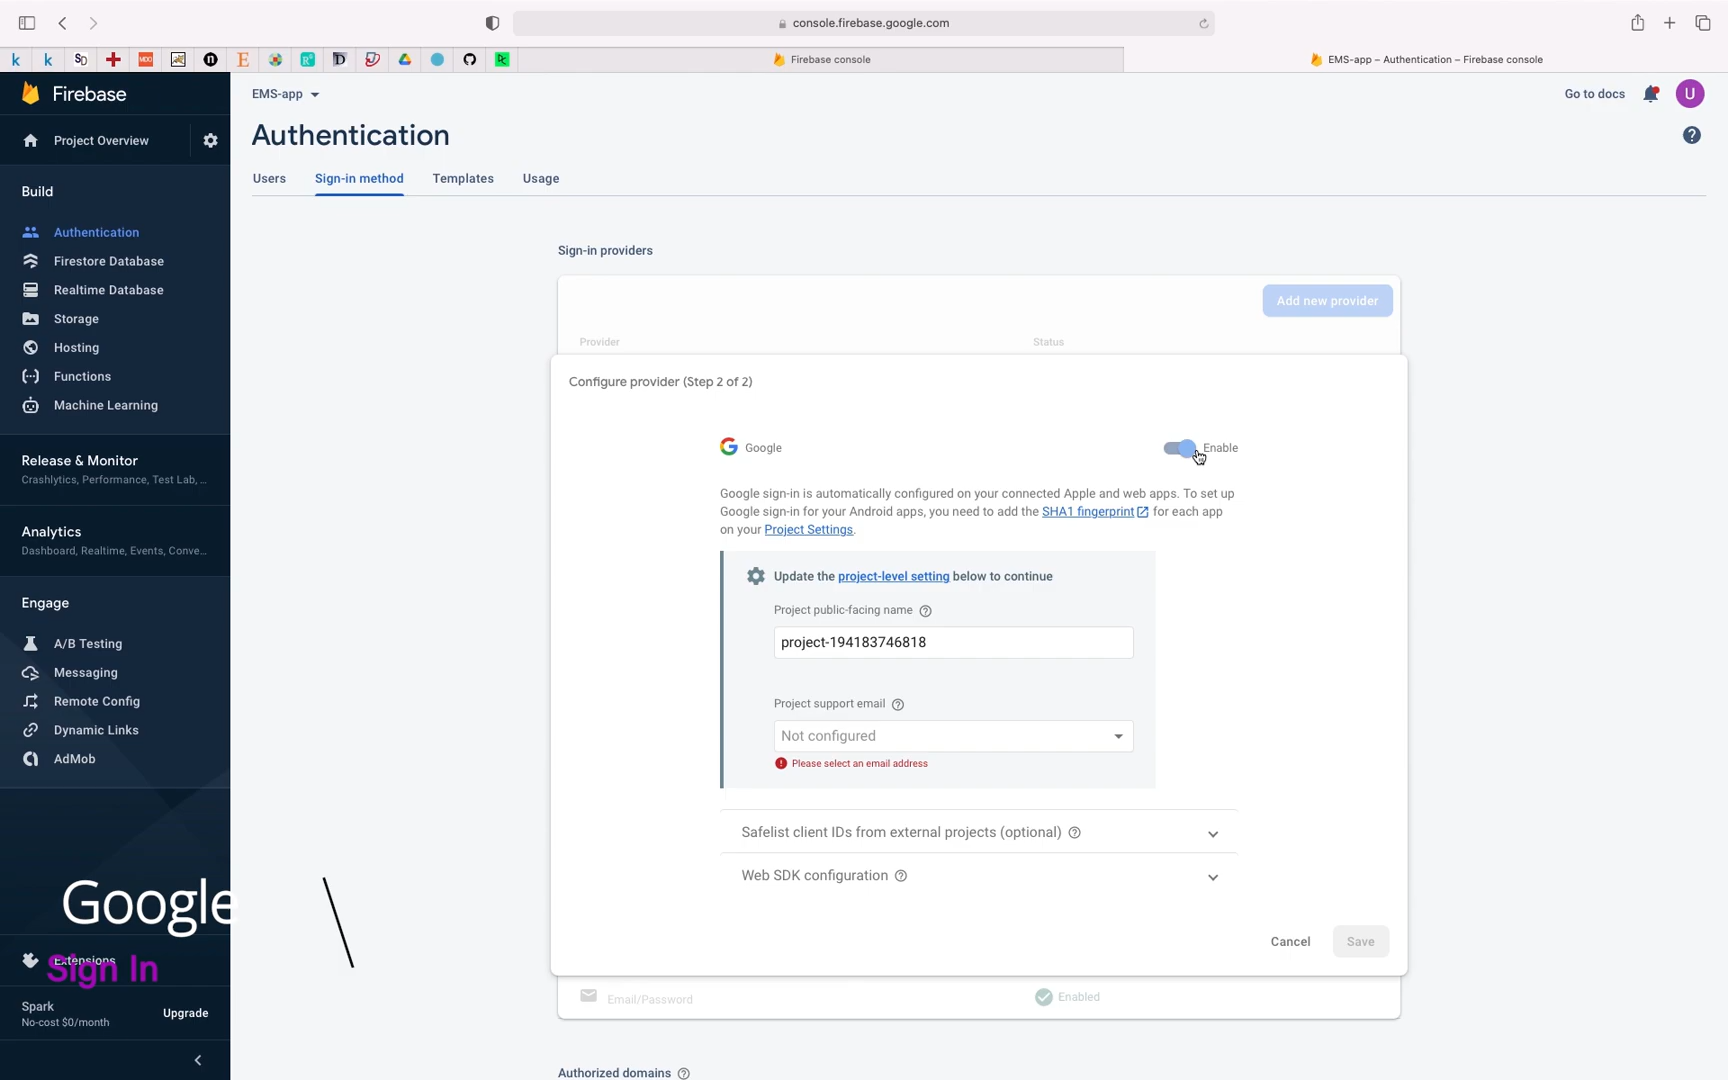 console.firebase.google.com
Firebase console
EMS-app – Authentication – Firebase console
Firebase
EMS-app
Go to docs
U
Project Overview
Authentication
Users
Sign-in method
Templates
Usage
Build
Authentication
Firestore Database
Realtime Database
Storage
Hosting
Functions
Machine Learning
Release & Monitor
Crashlytics, Performance, Test Lab, ...
Analytics
Dashboard, Realtime, Events, Conve...
Engage
A/B Testing
Messaging
Remote Config
Dynamic Links
AdMob
Google
Extensions
Sign In
Spark
No-cost $0/month
Upgrade
Sign-in providers
Add new provider
Provider
Status
Configure provider (Step 2 of 2)
Google
Enable
Google sign-in is automatically configured on your connected Apple and web apps. To set up
Google sign-in for your Android apps, you need to add the SHA1 fingerprint for each app
on your Project Settings.
Update the project-level setting below to continue
Project public-facing name
project-194183746818
Project support email
Not configured
Please select an email address
Safelist client IDs from external projects (optional)
Web SDK configuration
Cancel
Save
Email/Password
Enabled
Authorized domains